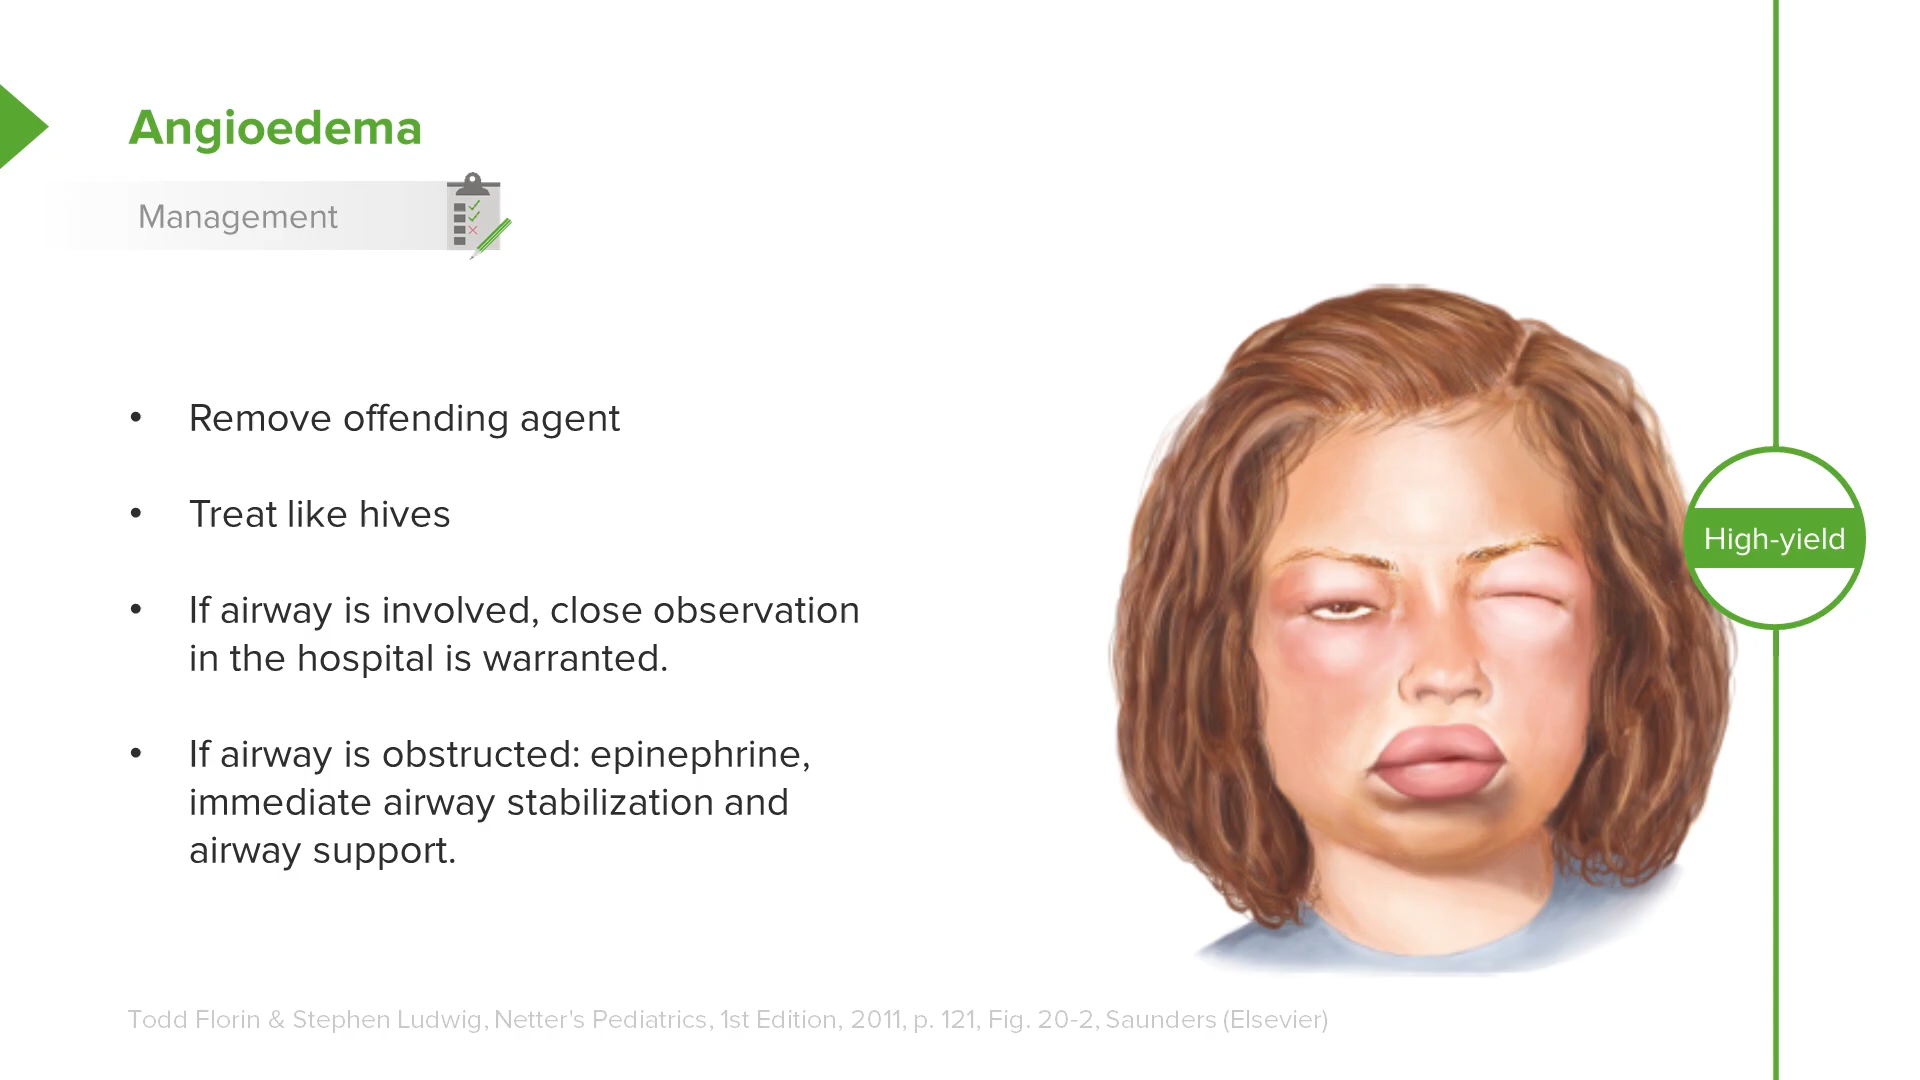 Angioedema
Management
• Remove offending agent
• Treat like hives
• If airway is involved, close observation
in the hospital is warranted.
• If airway is obstructed: epinephrine,
immediate airway stabilization and
airway support.
High-yield
Todd Florin & Stephen Ludwig, Netter's Pediatrics, 1st Edition, 2011, p. 121, Fig. 20-2, Saunders (Elsevier)